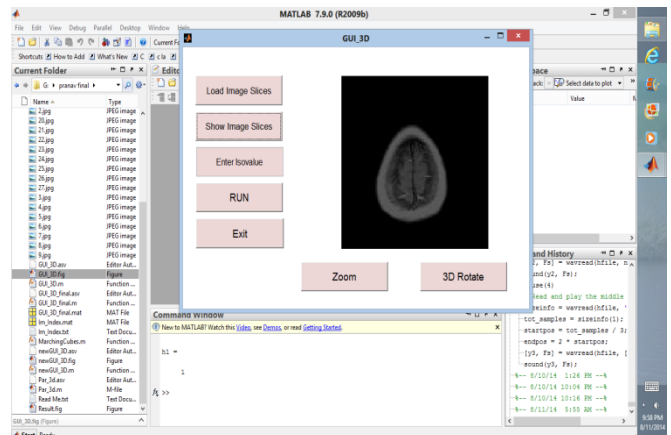 MATLAB 7.9.0 (R2009b)
File Edit View Debug Parallel Desktop Window
Current Fo
Shortcuts How to Add What's New
Current Folder
G: pranav final
Name Type
2.jpg JPEG image
20.jpg JPEG image
21.jpg JPEG image
22.jpg JPEG image
23.jpg JPEG image
24.jpg JPEG image
25.jpg JPEG image
26.jpg JPEG image
27.jpg JPEG image
3.jpg JPEG image
4.jpg JPEG image
5.jpg JPEG image
6.jpg JPEG image
7.jpg JPEG image
8.jpg JPEG image
9.jpg JPEG image
GUI_3D.asv Editor Aut...
GUI_3D.fig Figure
GUI_3D.m Function ...
GUI_3D_final.asv Editor Aut...
GUI_3D_final.m Function ...
GUI_3D_final.mat MAT File
Im_Index.mat MAT File
Im_Index.txt Text Docu...
MarchingCubes.m Function ...
newGUI_3D.asv Editor Aut...
newGUI_3D.fig Figure
newGUI_3D.m Function ...
Par_3d.asv Editor Aut...
Par_3d.m M-file
Read Me.txt Text Docu...
Result.fig Figure
GUI_3D.fig (Figure)
Start Ready
Edito
GUI_3D
Load Image Slices
Show Image Slices
Enter Isovalue
RUN
Exit
Zoom
3D Rotate
Command Window
New to MATLAB? Watch this Video, see Demos, or read Getting Started.
h1 =
1
fx >>
pace
Select data to plot
Value
and History
2, Fs] = wavread(hfile, n
und(y2, Fs);
use(4)
ead and play the middle
izeinfo = wavread(hfile, '
tot_samples = sizeinfo(1);
startpos = tot_samples / 3;
endpos = 2 * startpos;
[y3, Fs] = wavread(hfile, [
sound(y3, Fs);
%-- 8/10/14 1:26 PM --%
%-- 8/10/14 10:04 PM --%
%-- 8/10/14 10:16 PM --%
%-- 8/11/14 5:55 AM --%
9:58 PM
8/11/2014